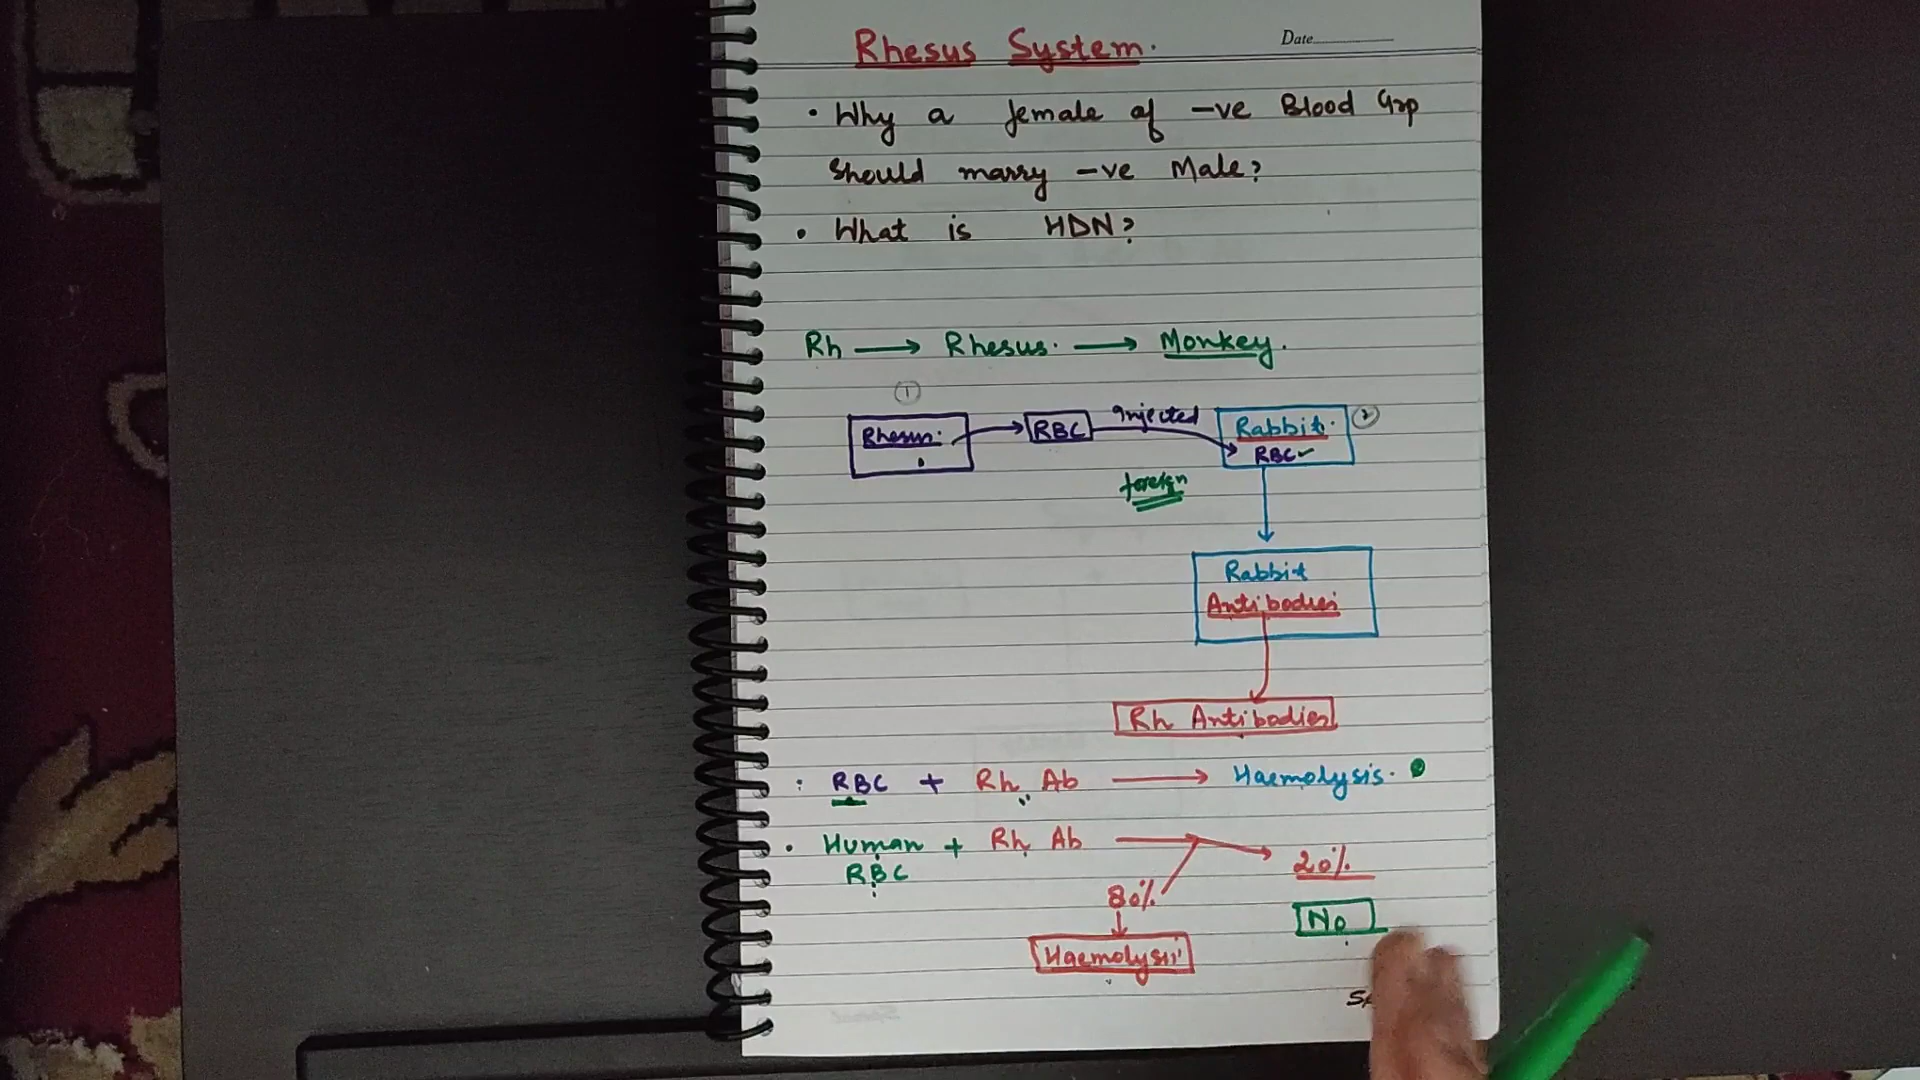 Rhesus System.
Date
• Why a female of -ve Blood Grp
should marry -ve Male?
• What is HDN?
Rh → Rhesus. → Monkey.
1
Rhesus. → RBC injected Rabbit. 2
RBC ✓
foreign
Rabbit
Antibodies
Rh Antibodies
: RBC + Rh Ab → Haemolysis.
• Human + Rh Ab → 20%
RBC
80%
No
Haemolysis